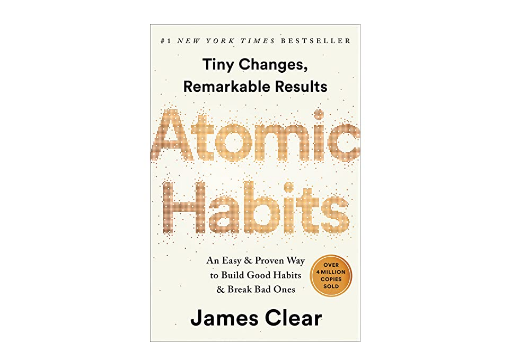 #1 NEW YORK TIMES BESTSELLER
Tiny Changes,
Remarkable Results
Atomic
Habits
An Easy & Proven Way
to Build Good Habits
& Break Bad Ones
OVER
4 MILLION
COPIES
SOLD
James Clear